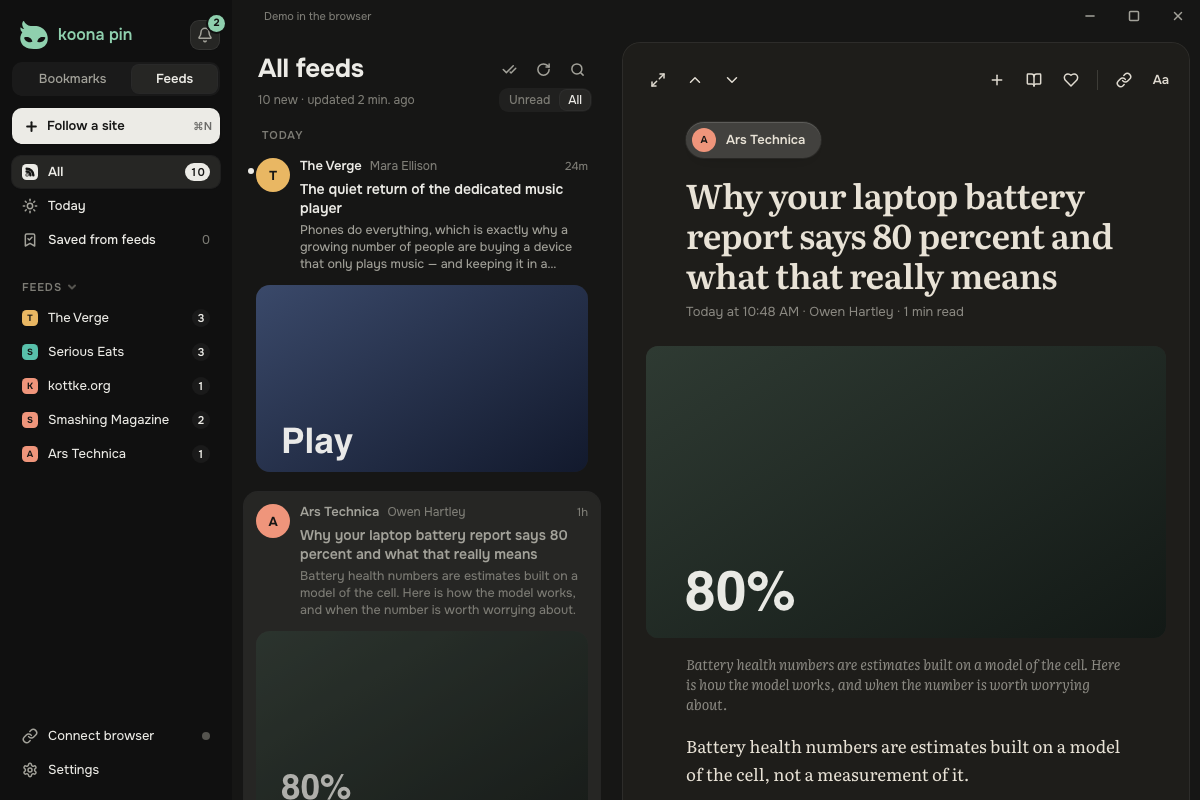 koona pin
2
Bookmarks
Feeds
Follow a site
⌘N
All
10
Today
Saved from feeds
0
FEEDS
T
The Verge
3
S
Serious Eats
3
K
kottke.org
1
S
Smashing Magazine
2
A
Ars Technica
1
Connect browser
Settings
Demo in the browser
All feeds
10 new · updated 2 min. ago
Unread
All
TODAY
T
The Verge Mara Ellison 24m
The quiet return of the dedicated music
player
Phones do everything, which is exactly why a
growing number of people are buying a device
that only plays music — and keeping it in a...
Play
A
Ars Technica Owen Hartley 1h
Why your laptop battery report says 80
percent and what that really means
Battery health numbers are estimates built on a
model of the cell. Here is how the model works,
and when the number is worth worrying about.
80%
Aa
A
Ars Technica
Why your laptop battery
report says 80 percent and
what that really means
Today at 10:48 AM · Owen Hartley · 1 min read
80%
Battery health numbers are estimates built on a model of the cell. Here
is how the model works, and when the number is worth worrying
about.
Battery health numbers are estimates built on a model
of the cell, not a measurement of it.